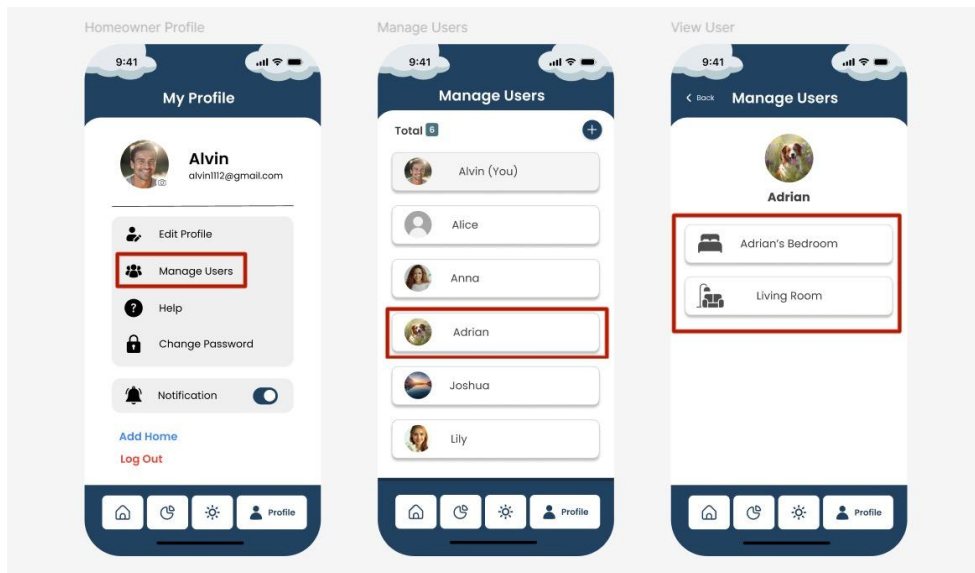 Homeowner Profile
9:41
My Profile
Alvin
alvin1112@gmail.com
Edit Profile
Manage Users
Help
Change Password
Notification
Add Home
Log Out
Profile
Manage Users
9:41
Manage Users
Total 6
Alvin (You)
Alice
Anna
Adrian
Joshua
Lily
Profile
View User
9:41
Back Manage Users
Adrian
Adrian's Bedroom
Living Room
Profile